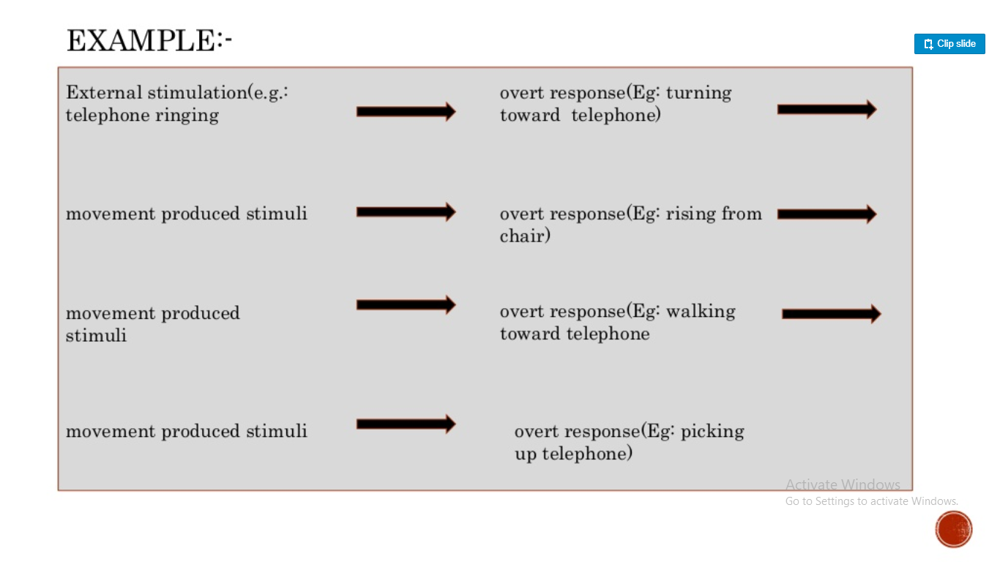 EXAMPLE:-
Clip slide
External stimulation(e.g.:
telephone ringing
overt response(Eg: turning
toward  telephone)
movement produced stimuli
overt response(Eg: rising from
chair)
movement produced
stimuli
overt response(Eg: walking
toward telephone
movement produced stimuli
overt response(Eg: picking
up telephone)
Activate Windows
Go to Settings to activate Windows.